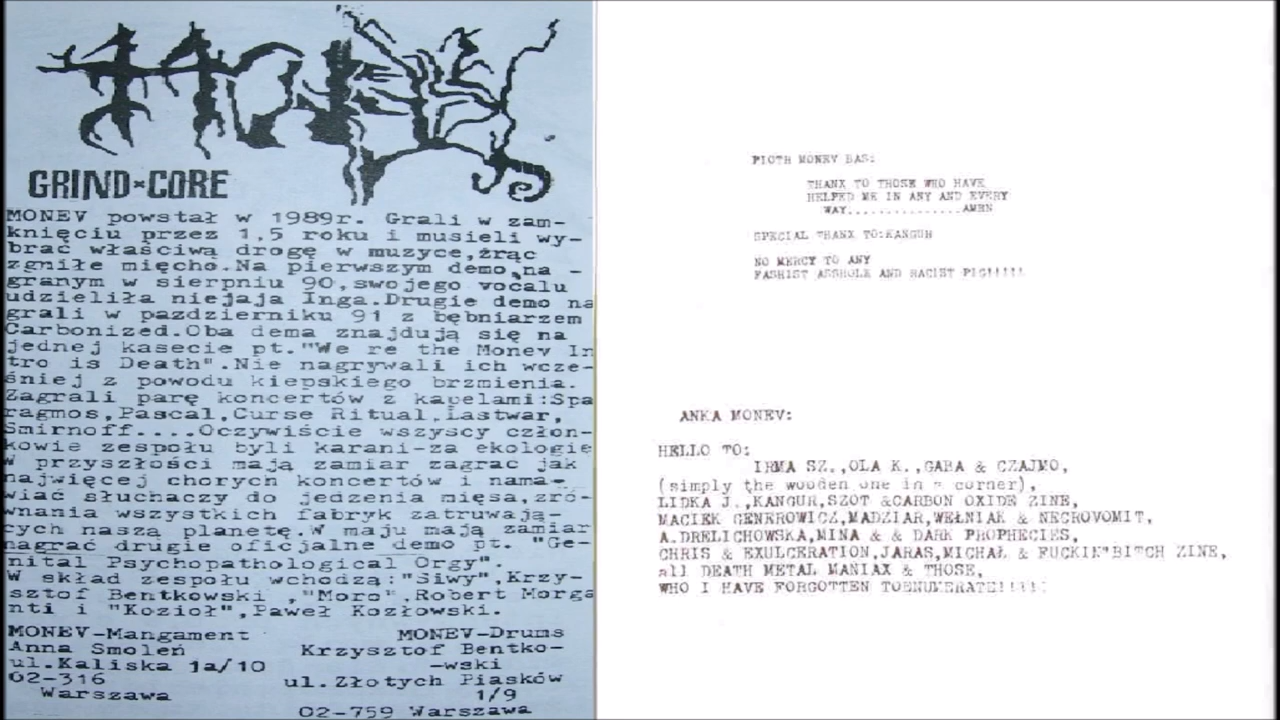 MONEV
GRIND-CORE
MONEV powstał w 1989r. Grali w zam-
knięciu przez 1,5 roku i musieli wy-
brać właściwą drogę w muzyce,żrąc
zgniłe mięcho.Na pierwszym demo,na -
granym w sierpniu 90,swojego vocalu
udzieliła niejaja Inga.Drugie demo na
grali w pazdzierniku 91 z bębniarzem
Carbonized.Oba dema znajdują się na
jednej kasecie pt."We re the Monev In
tro is Death".Nie nagrywali ich wcze-
śniej z powodu kiepskiego brzmienia.
Zagrali parę koncertów z kapelami:Spa
ragmos,Pascal,Curse Ritual,Lastwar,
Smirnoff....Oczywiście wszyscy człon-
kowie zespołu byli karani-za ekologie
W przyszłości mają zamiar zagrac jak
najwięcej chorych koncertów i nama-
wiać słuchaczy do jedzenia mięsa,zró-
wnania wszystkich fabryk zatruwają-
cych naszą planetę.W maju mają zamiar
nagrać drugie oficjalne demo pt. "Ge-
nital Psychopathological Orgy".
W skład zespołu wchodzą:"Siwy",Krzy-
sztof Bentkowski ,"Moro",Robert Morga
nti i "Kozioł",Paweł Kozłowski.
MONEV-Mangament
Anna Smoleń
ul.Kaliska 1a/10
02-316
Warszawa
MONEV-Drums
Krzysztof Bentko-
-wski
ul.Złotych Piasków
1/9
02-759 Warszawa
PIOTR MONEV BAS:
THANX TO THOSE WHO HAVE
HELPED ME IN ANY AND EVERY
WAY...............AMEN
SPECIAL THANX TO:KANGUR
NO MERCY TO ANY
FASHIST ASSHOLE AND RACIST PIG!!!!!
ANKA MONEV:
HELLO TO:
IRMA SZ.,OLA K.,GABA & CZAJMO,
(simply the wooden one in a corner),
LIDKA J.,KANGUR,SZOT &CARBON OXIDE ZINE,
MACIEK GENEROWICZ,MADZIAR,WEŁNIAK & NECROVOMIT,
A.DRELICHOWSKA,MINA & & DARK PROPHECIES,
CHRIS & EXULCERATION,JARAS,MICHAŁ & FUCKIN"BITCH ZINE,
all DEATH METAL MANIAX & THOSE,
WHO I HAVE FORGOTTEN TOENUMERATE!!!!!